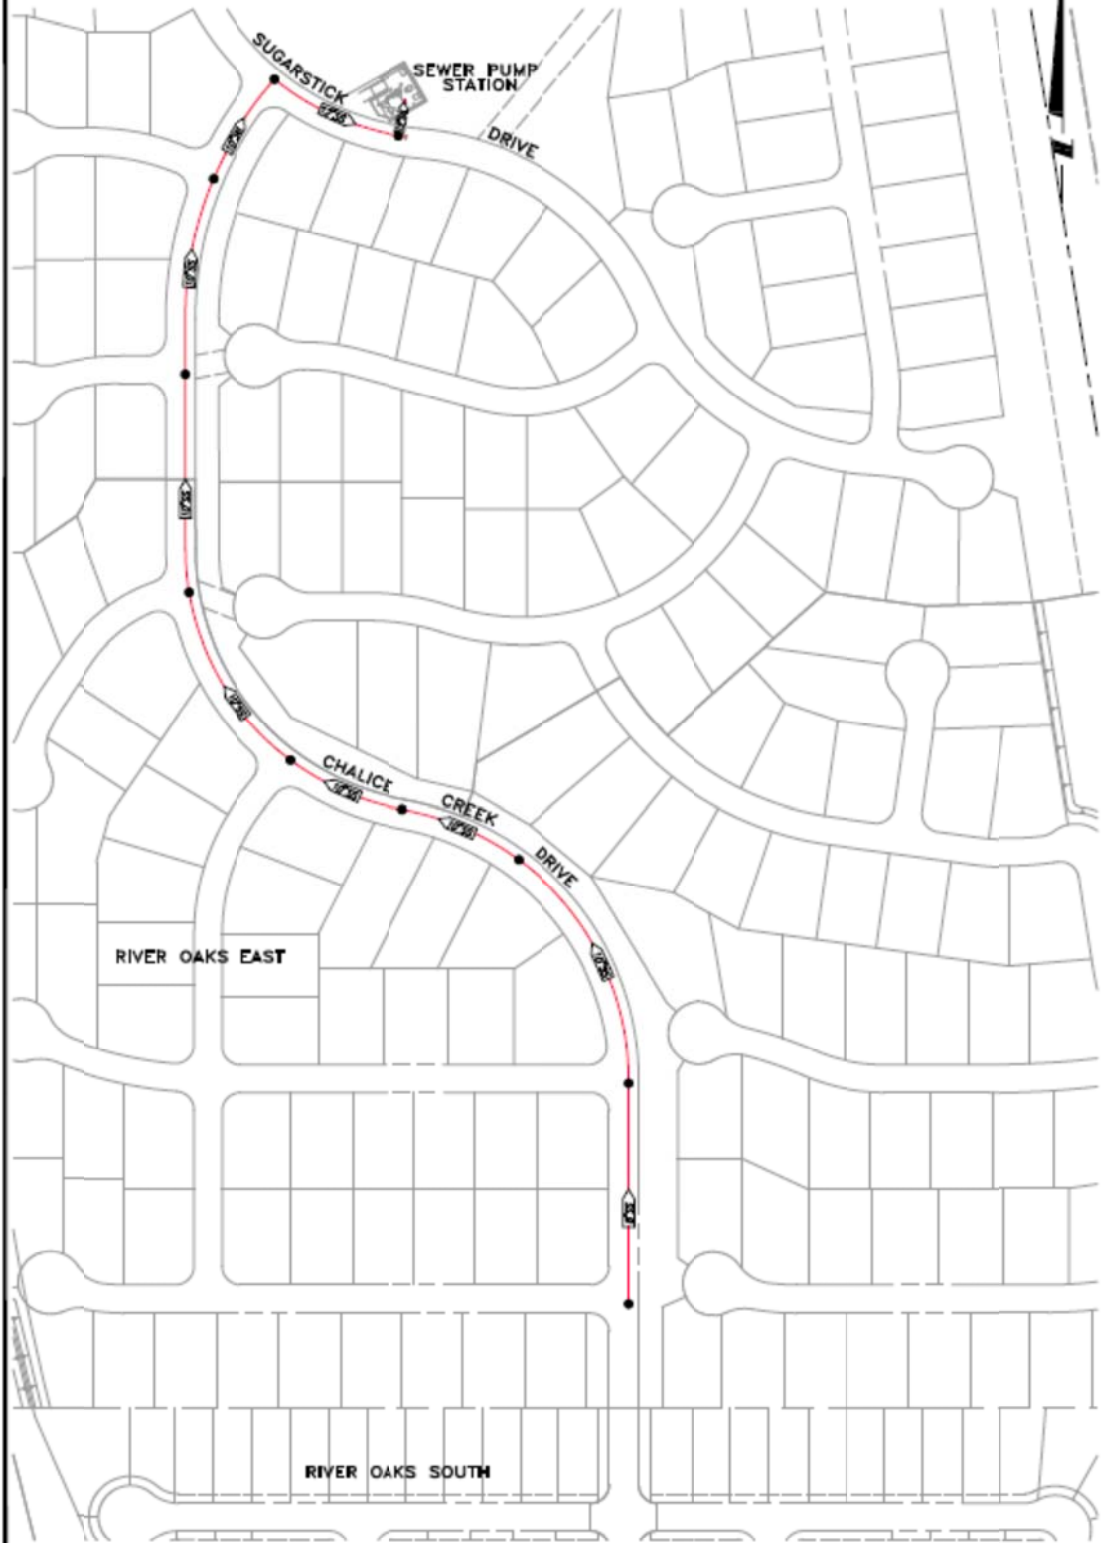 SUGARSTICK
SEWER PUMP
STATION
DRIVE
CHALICE
CREEK
DRIVE
RIVER OAKS EAST
RIVER OAKS SOUTH